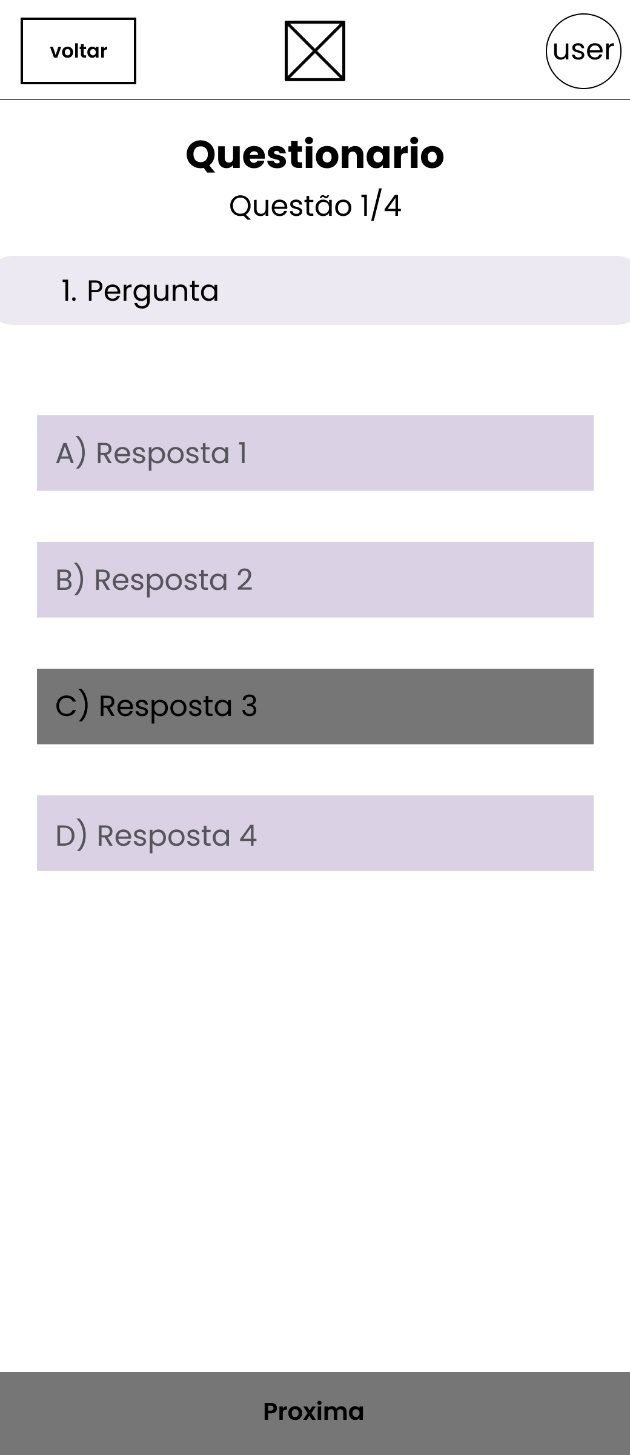 voltar
user
Questionario
Questão 1/4
1. Pergunta
A) Resposta 1
B) Resposta 2
C) Resposta 3
D) Resposta 4
Proxima